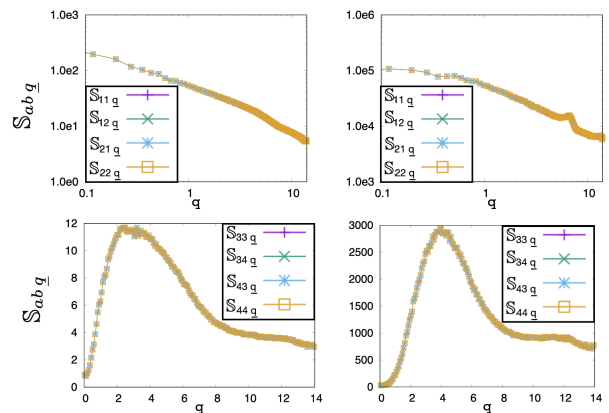 1.0e3
1.0e2
1.0e1
1.0e0
0.1 1 10
q
𝕊ab q
𝕊11 q
𝕊12 q
𝕊21 q
𝕊22 q
1.0e6
1.0e5
1.0e4
1.0e3
0.1 1 10
q
𝕊11 q
𝕊12 q
𝕊21 q
𝕊22 q
12
10
8
6
4
2
0
0 2 4 6 8 10 12 14
q
𝕊ab q
𝕊33 q
𝕊34 q
𝕊43 q
𝕊44 q
3000
2500
2000
1500
1000
500
0
0 2 4 6 8 10 12 14
q
𝕊33 q
𝕊34 q
𝕊43 q
𝕊44 q